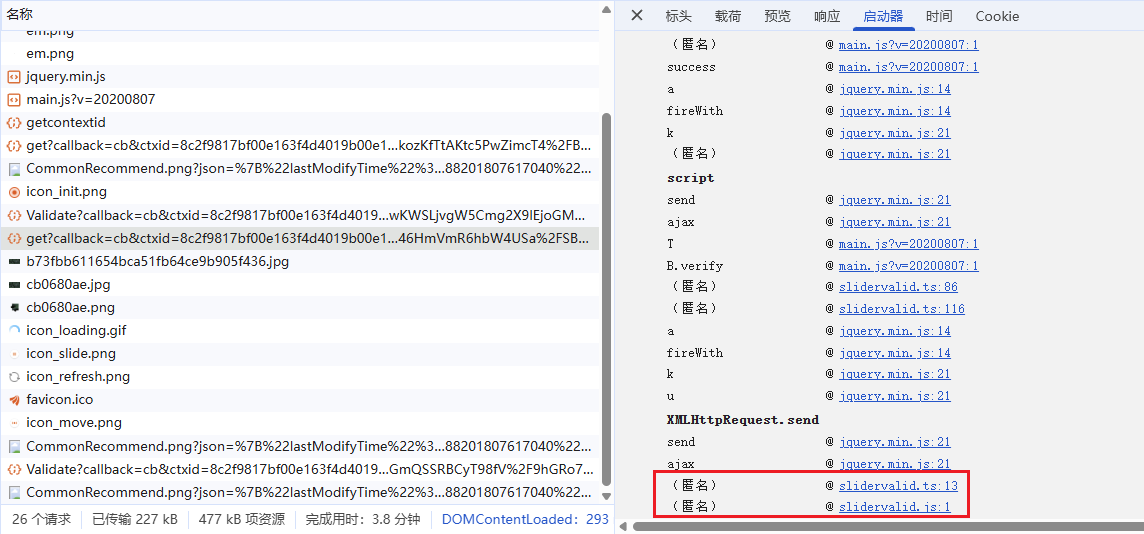 名称
em.png
em.png
jquery.min.js
main.js?v=20200807
getcontextid
get?callback=cb&ctxid=8c2f9817bf00e163f4d4019b00e1...kozKfTtAKtc5PwZimcT4%2FB...
CommonRecommend.png?json=%7B%22lastModifyTime%22%3...88201807617040%22...
icon_init.png
Validate?callback=cb&ctxid=8c2f9817bf00e163f4d4019...wKWSLjvgW5Cmg2X9lEjoGM...
get?callback=cb&ctxid=8c2f9817bf00e163f4d4019b00e1...46HmVmR6hbW4USa%2FSB...
b73fbb611654bca51fb64ce9b905f436.jpg
cb0680ae.jpg
cb0680ae.png
icon_loading.gif
icon_slide.png
icon_refresh.png
favicon.ico
icon_move.png
CommonRecommend.png?json=%7B%22lastModifyTime%22%3...88201807617040%22...
Validate?callback=cb&ctxid=8c2f9817bf00e163f4d4019b00e1...GmQSSRBCyT98fV%2F9hGRo7...
CommonRecommend.png?json=%7B%22lastModifyTime%22%3...88201807617040%22...
26 个请求 已传输 227 kB 477 kB 项资源 完成用时：3.8 分钟 DOMContentLoaded：293
标头 载荷 预览 响应 启动器 时间 Cookie
（匿名） @ main.js?v=20200807:1
success @ main.js?v=20200807:1
a @ jquery.min.js:14
fireWith @ jquery.min.js:14
k @ jquery.min.js:21
（匿名） @ jquery.min.js:21
script
send @ jquery.min.js:21
ajax @ jquery.min.js:21
T @ main.js?v=20200807:1
B.verify @ main.js?v=20200807:1
（匿名） @ slidervalid.ts:86
（匿名） @ slidervalid.ts:116
a @ jquery.min.js:14
fireWith @ jquery.min.js:14
k @ jquery.min.js:21
u @ jquery.min.js:21
XMLHttpRequest.send
send @ jquery.min.js:21
ajax @ jquery.min.js:21
（匿名） @ slidervalid.ts:13
（匿名） @ slidervalid.js:1